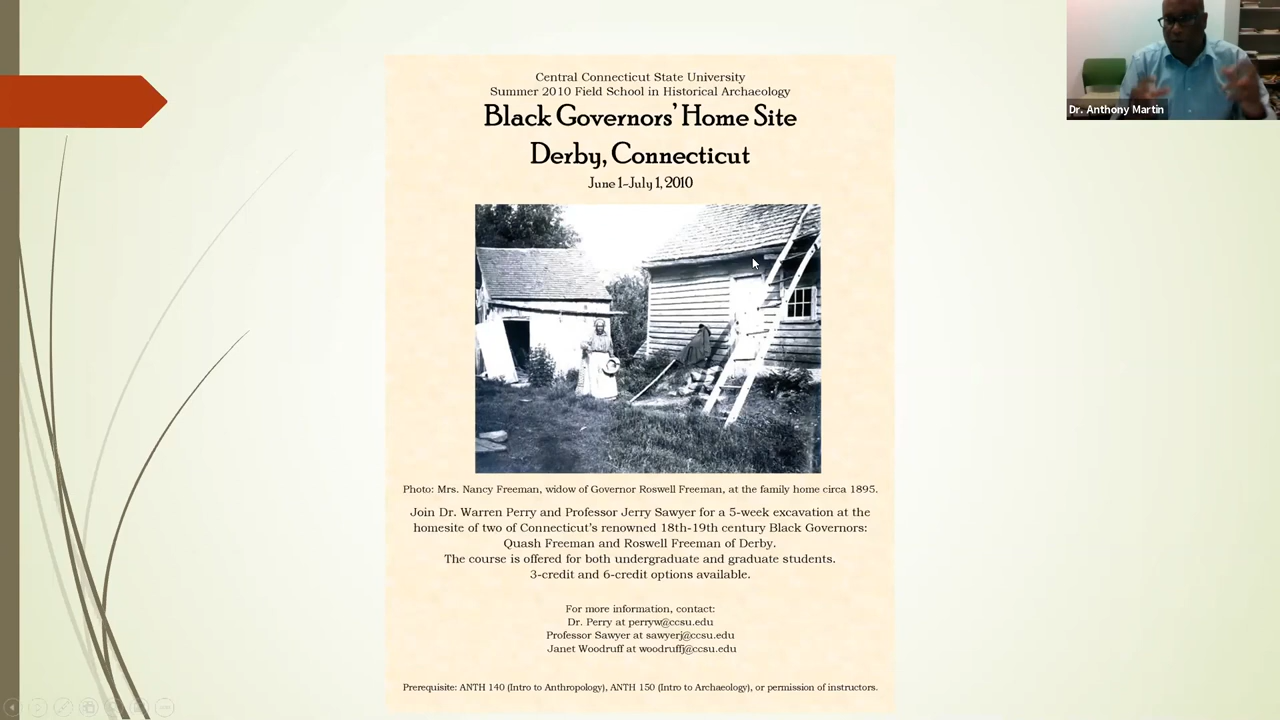 Central Connecticut State University
Summer 2010 Field School in Historical Archaeology
Black Governors' Home Site
Derby, Connecticut
June 1-July 1, 2010
Photo: Mrs. Nancy Freeman, widow of Governor Roswell Freeman, at the family home circa 1895.
Join Dr. Warren Perry and Professor Jerry Sawyer for a 5-week excavation at the
homesite of two of Connecticut's renowned 18th-19th century Black Governors:
Quash Freeman and Roswell Freeman of Derby.
The course is offered for both undergraduate and graduate students.
3-credit and 6-credit options available.
For more information, contact:
Dr. Perry at perryw@ccsu.edu
Professor Sawyer at sawyerj@ccsu.edu
Janet Woodruff at woodruffj@ccsu.edu
Prerequisite: ANTH 140 (Intro to Anthropology), ANTH 150 (Intro to Archaeology), or permission of instructors.
Dr. Anthony Martin